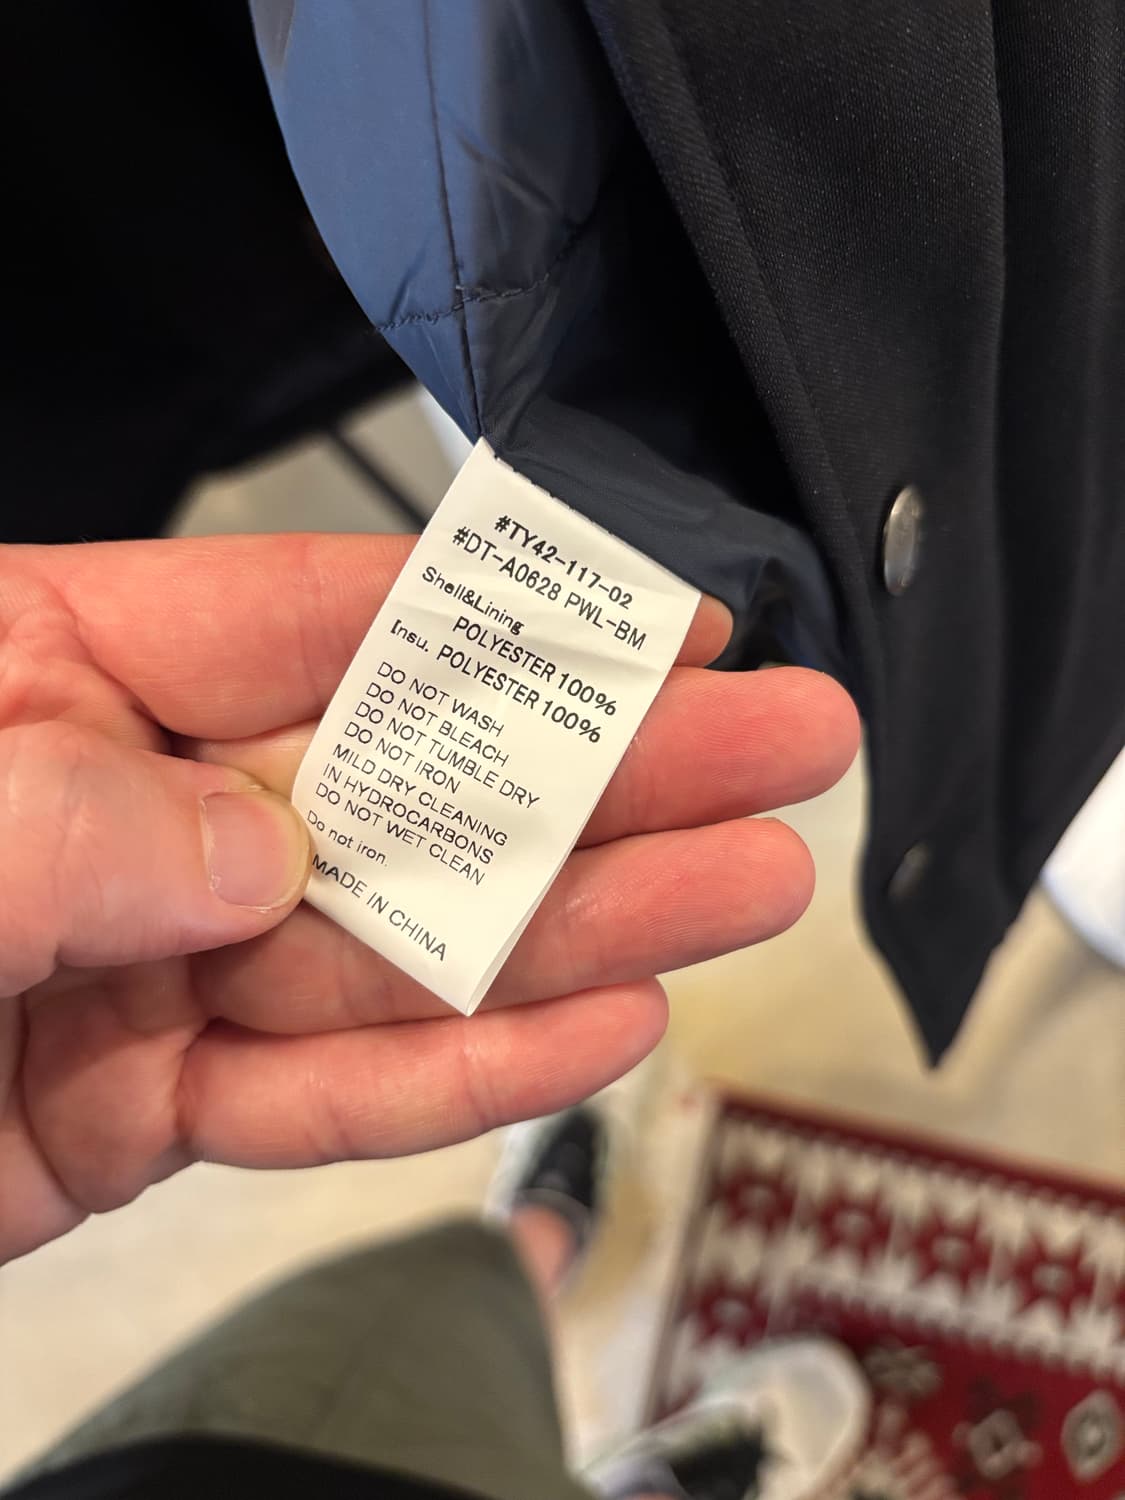 #TY42-117-02
#DT-A0628 PWL-BM
Shell&Lining
POLYESTER 100%
Insu. POLYESTER 100%
DO NOT WASH
DO NOT BLEACH
DO NOT TUMBLE DRY
DO NOT IRON
MILD DRY CLEANING
IN HYDROCARBONS
DO NOT WET CLEAN
Do not iron.
MADE IN CHINA